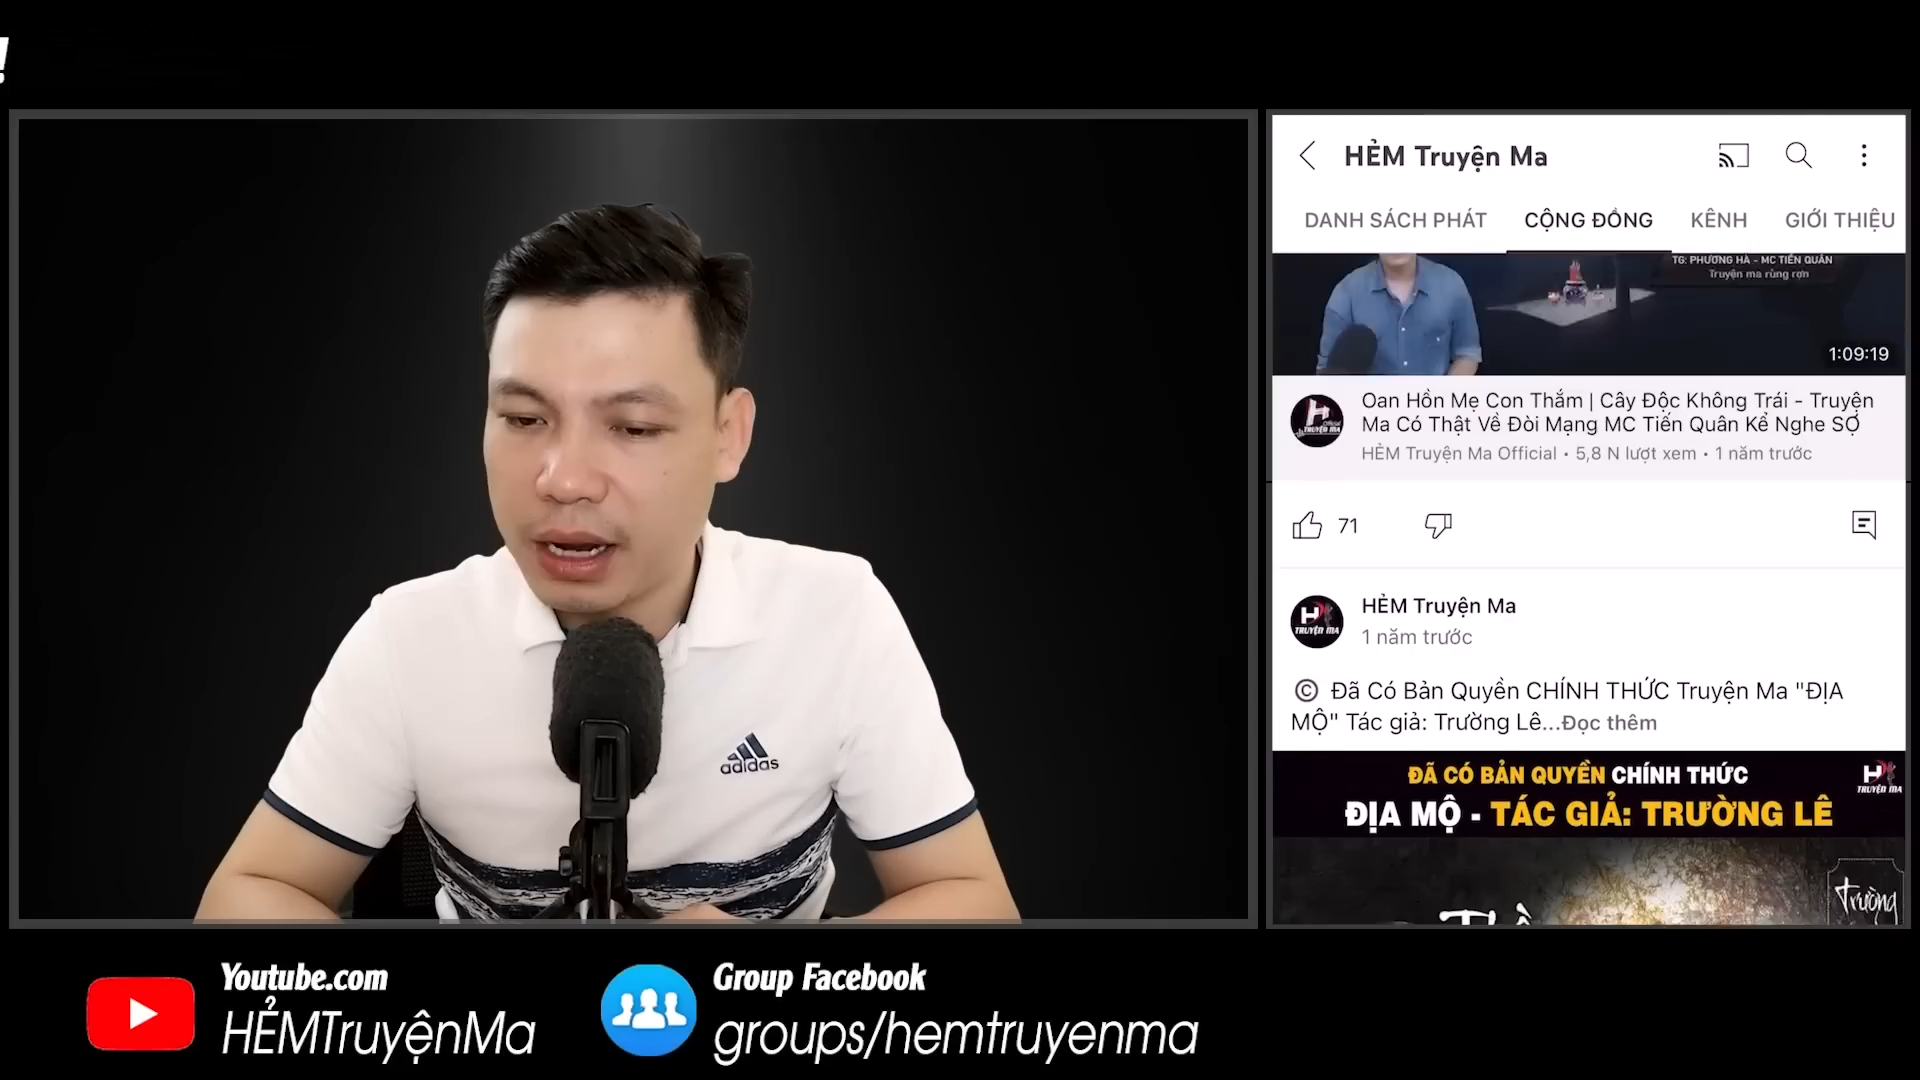 !
HẺM Truyện Ma
DANH SÁCH PHÁT CỘNG ĐỒNG KÊNH GIỚI THIỆU
TG: PHƯƠNG HÀ - MC TIẾN QUÂN
Truyện ma rùng rợn
1:09:19
Oan Hồn Mẹ Con Thắm | Cây Độc Không Trái - Truyện
Ma Có Thật Về Đòi Mạng MC Tiến Quân Kể Nghe SỢ
HẺM Truyện Ma Official • 5,8 N lượt xem • 1 năm trước
71
HẺM Truyện Ma
1 năm trước
© Đã Có Bản Quyền CHÍNH THỨC Truyện Ma "ĐỊA
MỘ" Tác giả: Trường Lê...Đọc thêm
ĐÃ CÓ BẢN QUYỀN CHÍNH THỨC
ĐỊA MỘ - TÁC GIẢ: TRƯỜNG LÊ
H TRUYỆN MA
Trường
adidas
Youtube.com
HẺMTruyệnMa
Group Facebook
groups/hemtruyenma